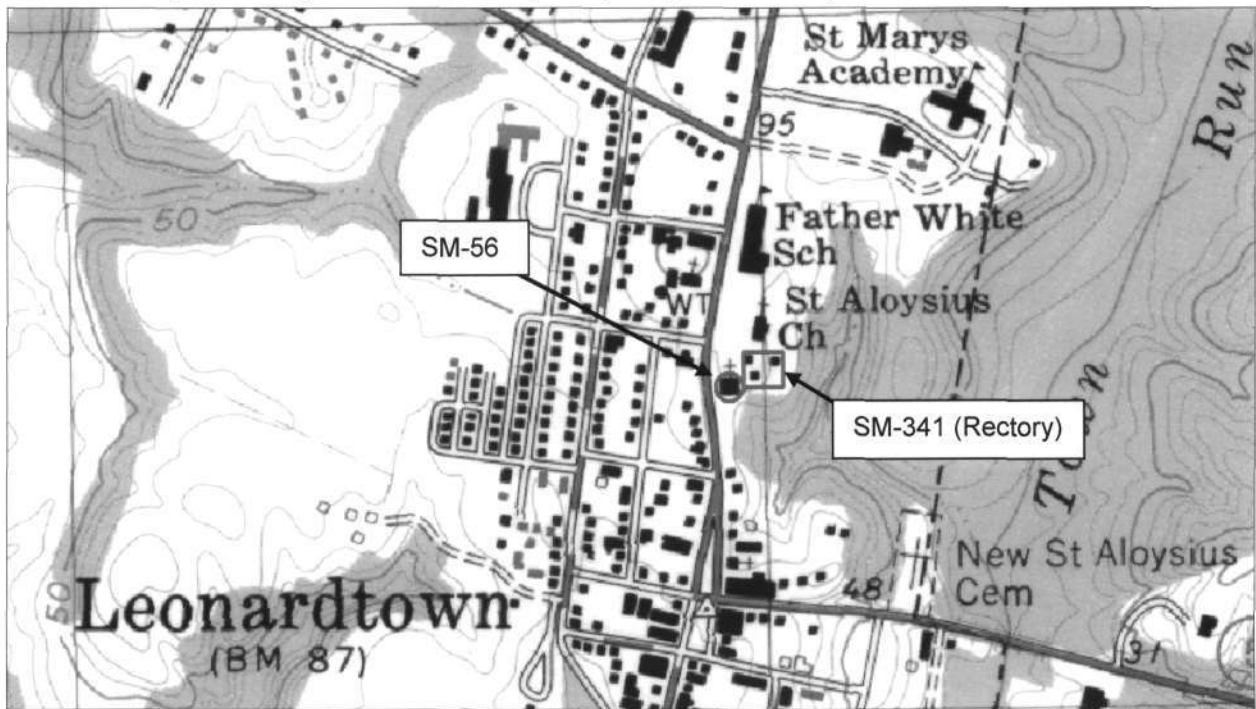 St Marys
Academy
Run
95
50
SM-56
Father White
Sch
WT
St Aloysius
Ch
SM-341 (Rectory)
Town
New St Aloysius
Cem
48
50
Leonardtown
(BM 87)
31